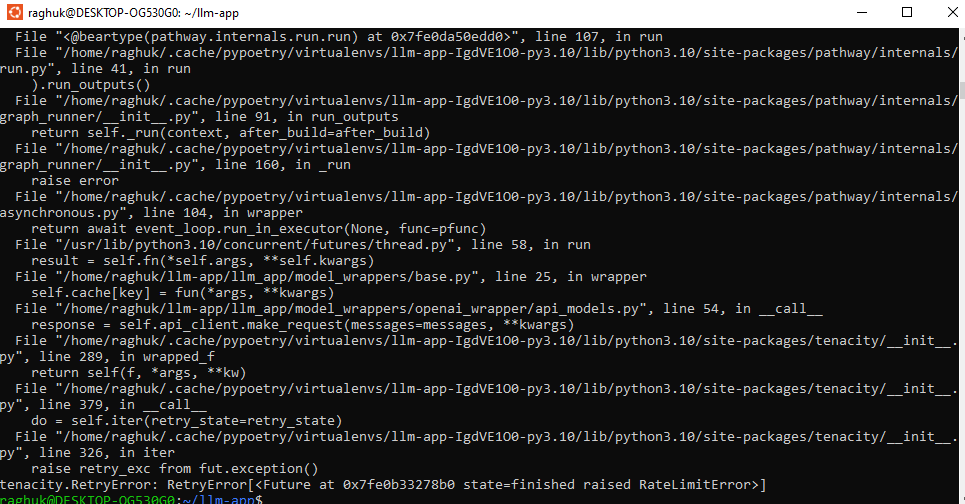 raghuk@DESKTOP-OG530G0: ~/llm-app
File "<@beartype(pathway.internals.run.run) at 0x7fe0da50edd0>", line 107, in run
File "/home/raghuk/.cache/pypoetry/virtualenvs/llm-app-IgdVE1O0-py3.10/lib/python3.10/site-packages/pathway/internals/
run.py", line 41, in run
).run_outputs()
File "/home/raghuk/.cache/pypoetry/virtualenvs/llm-app-IgdVE1O0-py3.10/lib/python3.10/site-packages/pathway/internals/
graph_runner/__init__.py", line 91, in run_outputs
return self._run(context, after_build=after_build)
File "/home/raghuk/.cache/pypoetry/virtualenvs/llm-app-IgdVE1O0-py3.10/lib/python3.10/site-packages/pathway/internals/
graph_runner/__init__.py", line 160, in _run
raise error
File "/home/raghuk/.cache/pypoetry/virtualenvs/llm-app-IgdVE1O0-py3.10/lib/python3.10/site-packages/pathway/internals/
asynchronous.py", line 104, in wrapper
return await event_loop.run_in_executor(None, func=pfunc)
File "/usr/lib/python3.10/concurrent/futures/thread.py", line 58, in run
result = self.fn(*self.args, **self.kwargs)
File "/home/raghuk/llm-app/llm_app/model_wrappers/base.py", line 25, in wrapper
self.cache[key] = fun(*args, **kwargs)
File "/home/raghuk/llm-app/llm_app/model_wrappers/openai_wrapper/api_models.py", line 54, in __call__
response = self.api_client.make_request(messages=messages, **kwargs)
File "/home/raghuk/.cache/pypoetry/virtualenvs/llm-app-IgdVE1O0-py3.10/lib/python3.10/site-packages/tenacity/__init__.
py", line 289, in wrapped_f
return self(f, *args, **kw)
File "/home/raghuk/.cache/pypoetry/virtualenvs/llm-app-IgdVE1O0-py3.10/lib/python3.10/site-packages/tenacity/__init__.
py", line 379, in __call__
do = self.iter(retry_state=retry_state)
File "/home/raghuk/.cache/pypoetry/virtualenvs/llm-app-IgdVE1O0-py3.10/lib/python3.10/site-packages/tenacity/__init__.
py", line 326, in iter
raise retry_exc from fut.exception()
tenacity.RetryError: RetryError[<Future at 0x7fe0b33278b0 state=finished raised RateLimitError>]
raghuk@DESKTOP-OG530G0:~/llm-app$